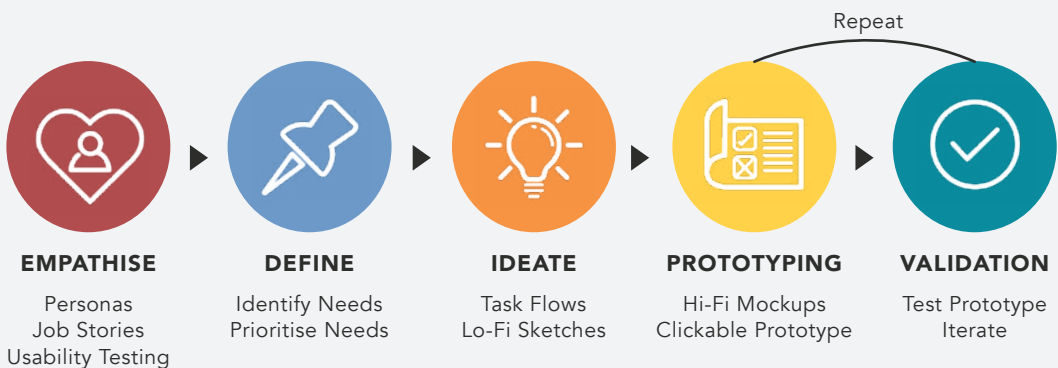 Repeat
EMPATHISE
Personas
Job Stories
Usability Testing
DEFINE
Identify Needs
Prioritise Needs
IDEATE
Task Flows
Lo-Fi Sketches
PROTOTYPING
Hi-Fi Mockups
Clickable Prototype
VALIDATION
Test Prototype
Iterate